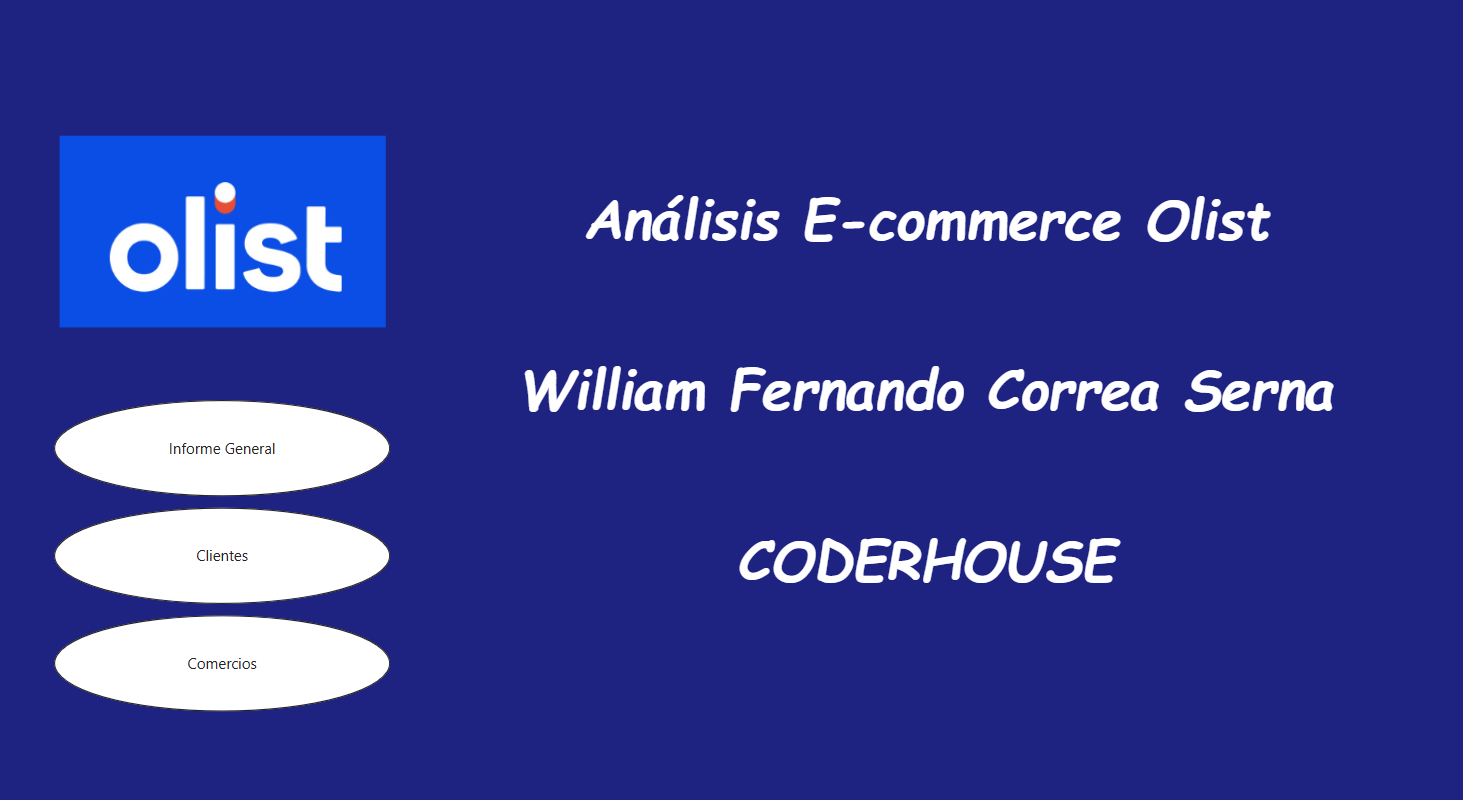 olist
Análisis E-commerce Olist
William Fernando Correa Serna
CODERHOUSE
Informe General
Clientes
Comercios